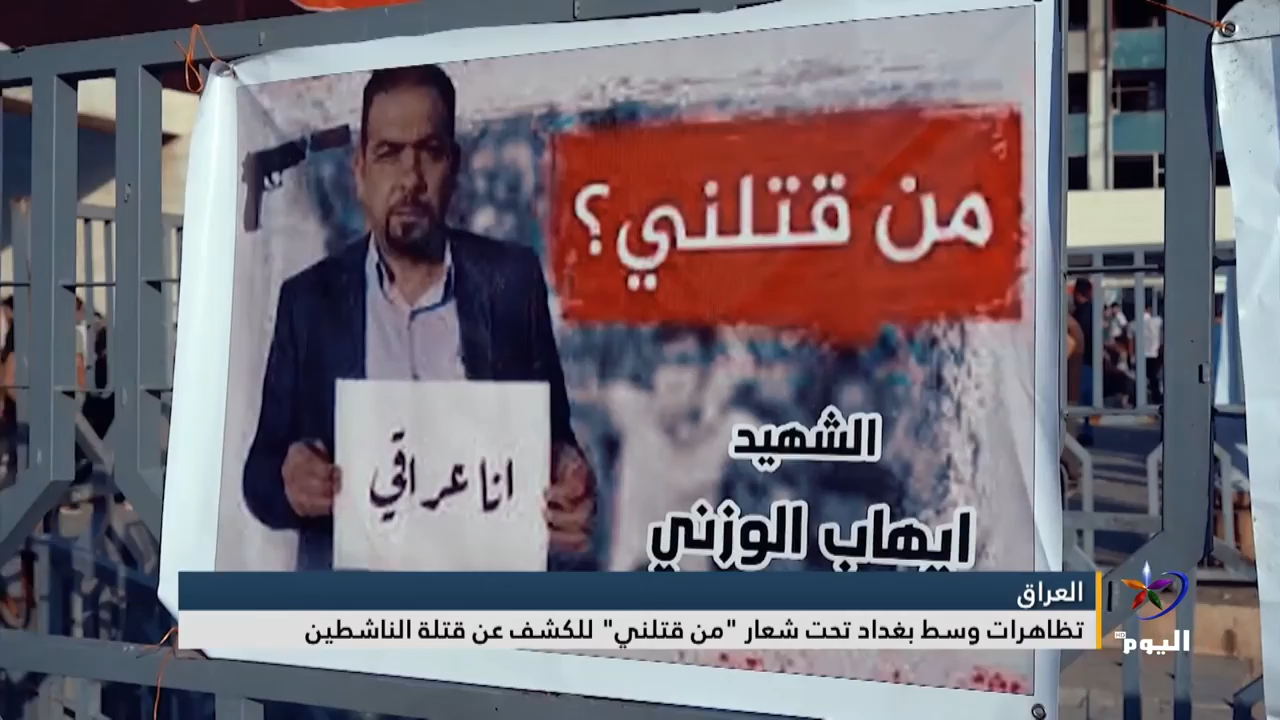 من قتلني؟
انا عراقي
الشهيد
ايهاب الوزني
العراق
تظاهرات وسط بغداد تحت شعار "من قتلني" للكشف عن قتلة الناشطين
اليوم HD